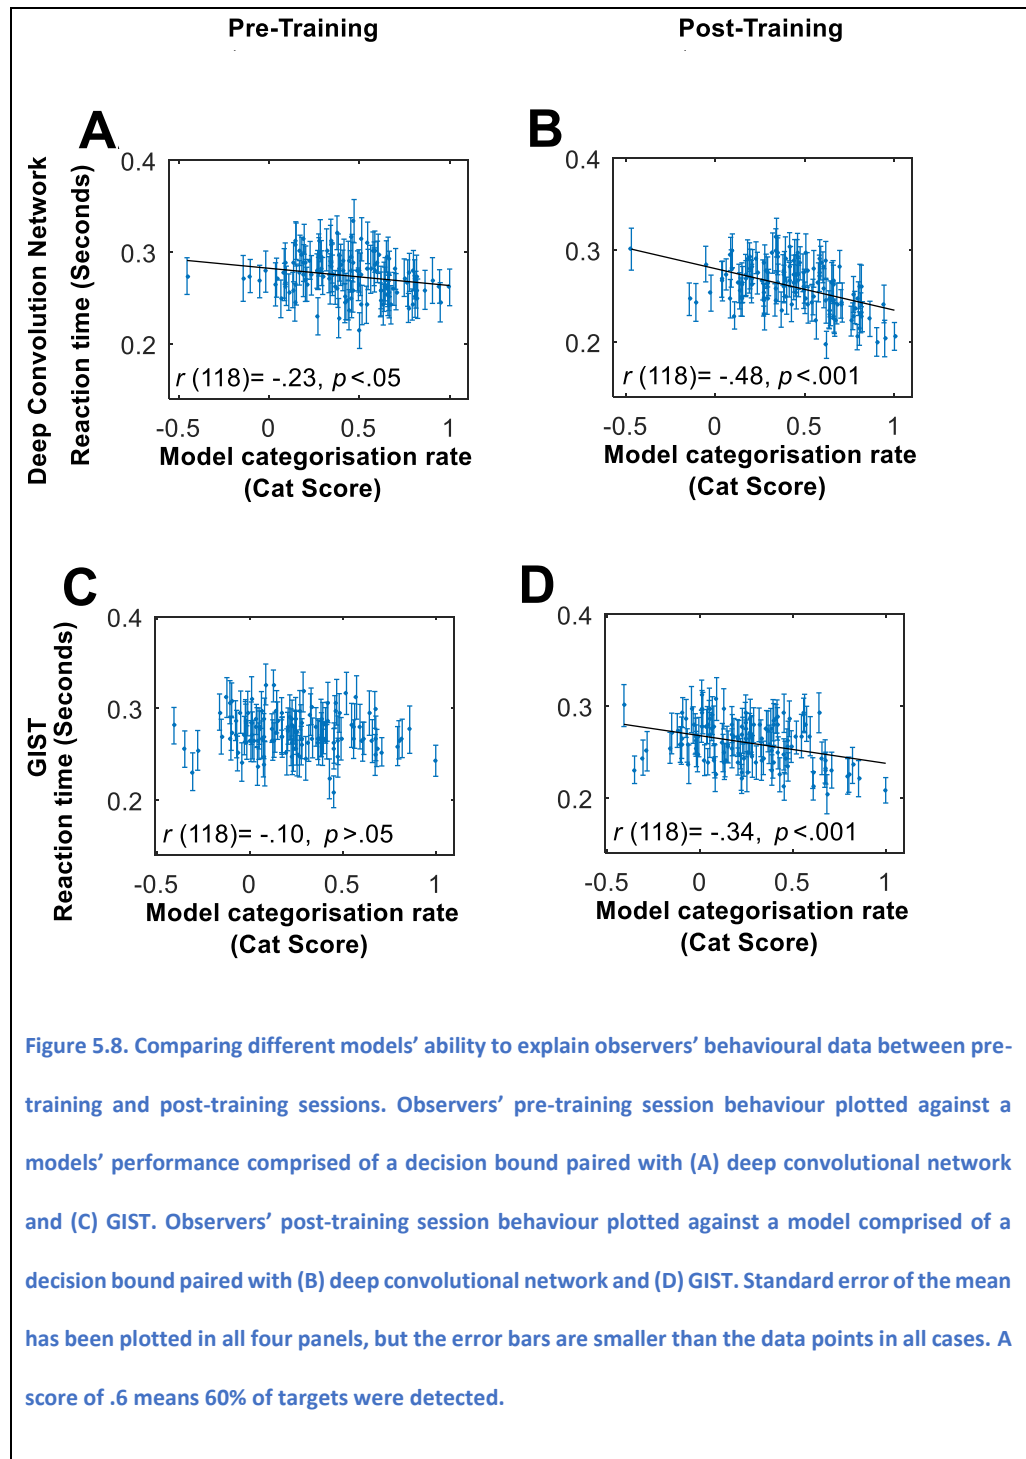 Pre-Training
Post-Training
A
B
Deep Convolution Network
Reaction time (Seconds)
0.4
0.3
0.2
r (118)= -.23, p<.05
-0.5 0 0.5 1
Model categorisation rate
(Cat Score)
0.4
0.3
0.2
r (118)= -.48, p<.001
-0.5 0 0.5 1
Model categorisation rate
(Cat Score)
C
D
GIST
Reaction time (Seconds)
0.4
0.3
0.2
r (118)= -.10, p>.05
-0.5 0 0.5 1
Model categorisation rate
(Cat Score)
0.4
0.3
0.2
r (118)= -.34, p<.001
-0.5 0 0.5 1
Model categorisation rate
(Cat Score)
Figure 5.8. Comparing different models’ ability to explain observers’ behavioural data between pre-
training and post-training sessions. Observers’ pre-training session behaviour plotted against a
models’ performance comprised of a decision bound paired with (A) deep convolutional network
and (C) GIST. Observers’ post-training session behaviour plotted against a model comprised of a
decision bound paired with (B) deep convolutional network and (D) GIST. Standard error of the mean
has been plotted in all four panels, but the error bars are smaller than the data points in all cases. A
score of .6 means 60% of targets were detected.